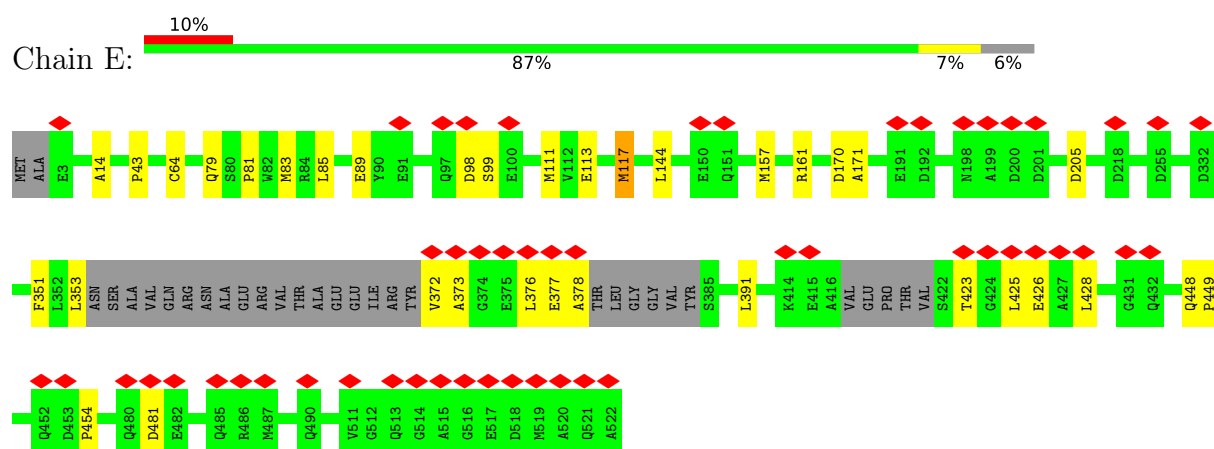 10%
Chain E:
87% 7% 6%
MET ALA E3 A14 P43 C64 Q79 S80 P81 W82 M83 R84 L85 E89 Y90 E91 Q97 D98 S99 E100 M111 V112 E113 M117 L144 E150 Q151 M157 R161 D170 A171 E191 D192 N198 A199 D200 D201 D205 D218 D255 D332
F351 L352 L353 ASN SER ALA VAL GLN ARG ASN ALA GLU ARG VAL THR ALA GLU GLU ILE ARG TYR V372 A373 G374 E375 L376 E377 A378 THR LEU GLY GLY VAL TYR S385 L391 K414 E415 A416 VAL GLU PRO THR VAL S422 T423 G424 L425 E426 A427 L428 G431 Q432 Q448 P449
Q452 D453 P454 Q480 D481 E482 Q485 R486 M487 Q490 V511 G512 Q513 G514 A515 G516 E517 D518 M519 A520 Q521 A522